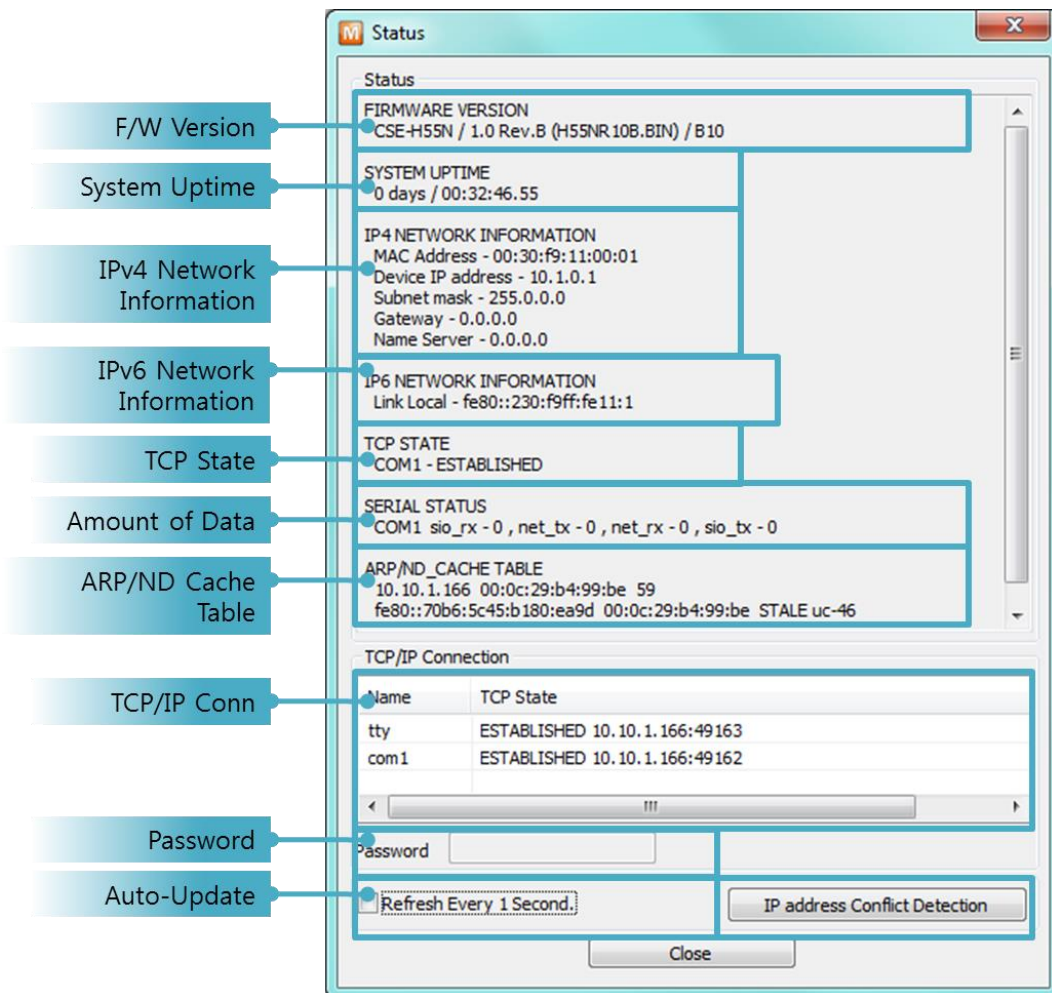 M Status
Status
F/W Version
FIRMWARE VERSION
CSE-H55N / 1.0 Rev.B (H55NR10B.BIN) / B10
System Uptime
SYSTEM UPTIME
0 days / 00:32:46.55
IPv4 Network
Information
IP4 NETWORK INFORMATION
MAC Address - 00:30:f9:11:00:01
Device IP address - 10.1.0.1
Subnet mask - 255.0.0.0
Gateway - 0.0.0.0
Name Server - 0.0.0.0
IPv6 Network
Information
IP6 NETWORK INFORMATION
Link Local - fe80::230:f9ff:fe11:1
TCP State
TCP STATE
COM1 - ESTABLISHED
Amount of Data
SERIAL STATUS
COM1 sio_rx - 0 , net_tx - 0 , net_rx - 0 , sio_tx - 0
ARP/ND Cache
Table
ARP/ND_CACHE TABLE
10.10.1.166 00:0c:29:b4:99:be 59
fe80::70b6:5c45:b180:ea9d 00:0c:29:b4:99:be STALE uc-46
TCP/IP Connection
TCP/IP Conn
Name TCP State
tty ESTABLISHED 10.10.1.166:49163
com1 ESTABLISHED 10.10.1.166:49162
Password
Password
Auto-Update
Refresh Every 1 Second.
IP address Conflict Detection
Close